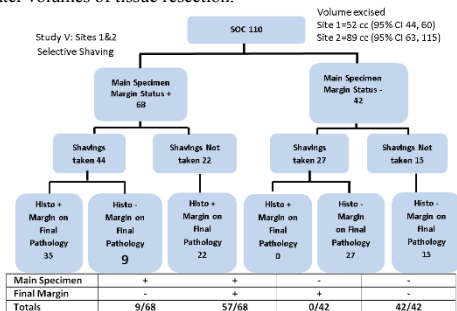 ter volumes of tissue resection.
Study V: Sites 1&2
Selective Shaving
SOC 110
Volume excised
Site 1=52 cc (95% CI 44, 60)
Site 2=89 cc (95% CI 63, 115)
Main Specimen
Margin Status +
68
Main Specimen
Margin Status -
42
Shavings
taken 44
Shavings Not
taken 22
Shavings
taken 27
Shavings Not
taken 15
Histo +
Margin on
Final
Pathology
35
Histo -
Margin on
Final
Pathology
9
Histo +
Margin on
Final
Pathology
22
Histo +
Margin on
Final
Pathology
0
Histo -
Margin on
Final
Pathology
27
Histo -
Margin on
Final
Pathology
15
Main Specimen + + - -
Final Margin - + + -
Totals 9/68 57/68 0/42 42/42